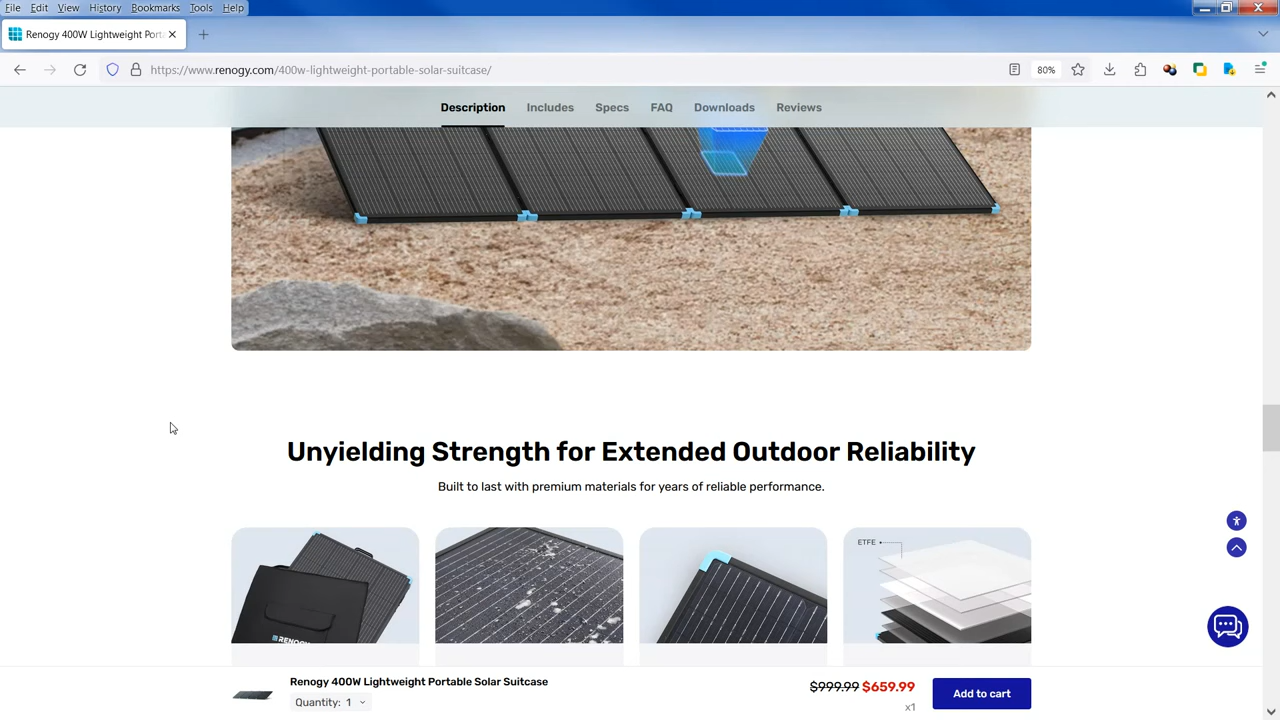 File Edit View History Bookmarks Tools Help
Renogy 400W Lightweight Porta
https://www.renogy.com/400w-lightweight-portable-solar-suitcase/
80%
Description Includes Specs FAQ Downloads Reviews
Unyielding Strength for Extended Outdoor Reliability
Built to last with premium materials for years of reliable performance.
RENOGY
ETFE
Renogy 400W Lightweight Portable Solar Suitcase
Quantity: 1
$999.99 $659.99
x1
Add to cart